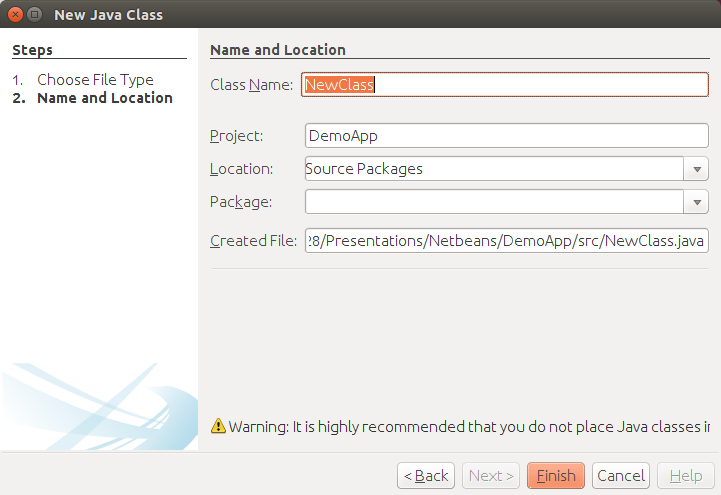 New Java Class
Steps
1. Choose File Type
2. Name and Location
Name and Location
Class Name: NewClass
Project: DemoApp
Location: Source Packages
Package:
Created File: 28/Presentations/Netbeans/DemoApp/src/NewClass.java
Warning: It is highly recommended that you do not place Java classes in
< Back Next > Finish Cancel Help